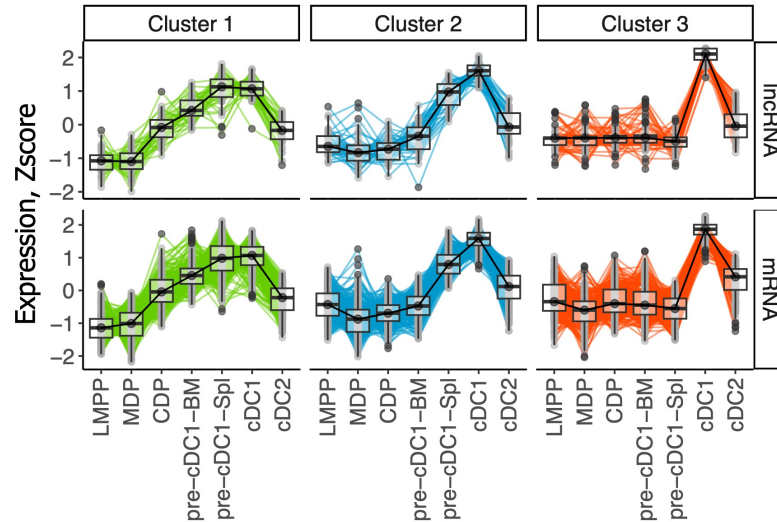 Cluster 1
Cluster 2
Cluster 3
Expression, Zscore
2
1
0
−1
−2
lncRNA
2
1
0
−1
−2
mRNA
LMPP
MDP
CDP
pre−cDC1−BM
pre−cDC1−Spl
cDC1
cDC2
LMPP
MDP
CDP
pre−cDC1−BM
pre−cDC1−Spl
cDC1
cDC2
LMPP
MDP
CDP
pre−cDC1−BM
pre−cDC1−Spl
cDC1
cDC2